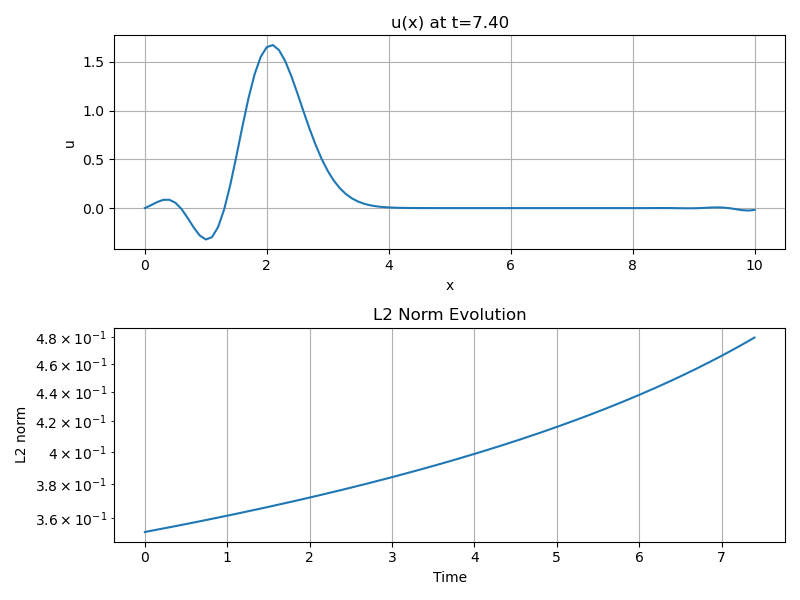 u(x) at t=7.40
1.5
1.0
0.5
0.0
u
0 2 4 6 8 10
x
L2 Norm Evolution
4.8 × 10⁻¹
4.6 × 10⁻¹
4.4 × 10⁻¹
4.2 × 10⁻¹
4 × 10⁻¹
3.8 × 10⁻¹
3.6 × 10⁻¹
L2 norm
0 1 2 3 4 5 6 7
Time